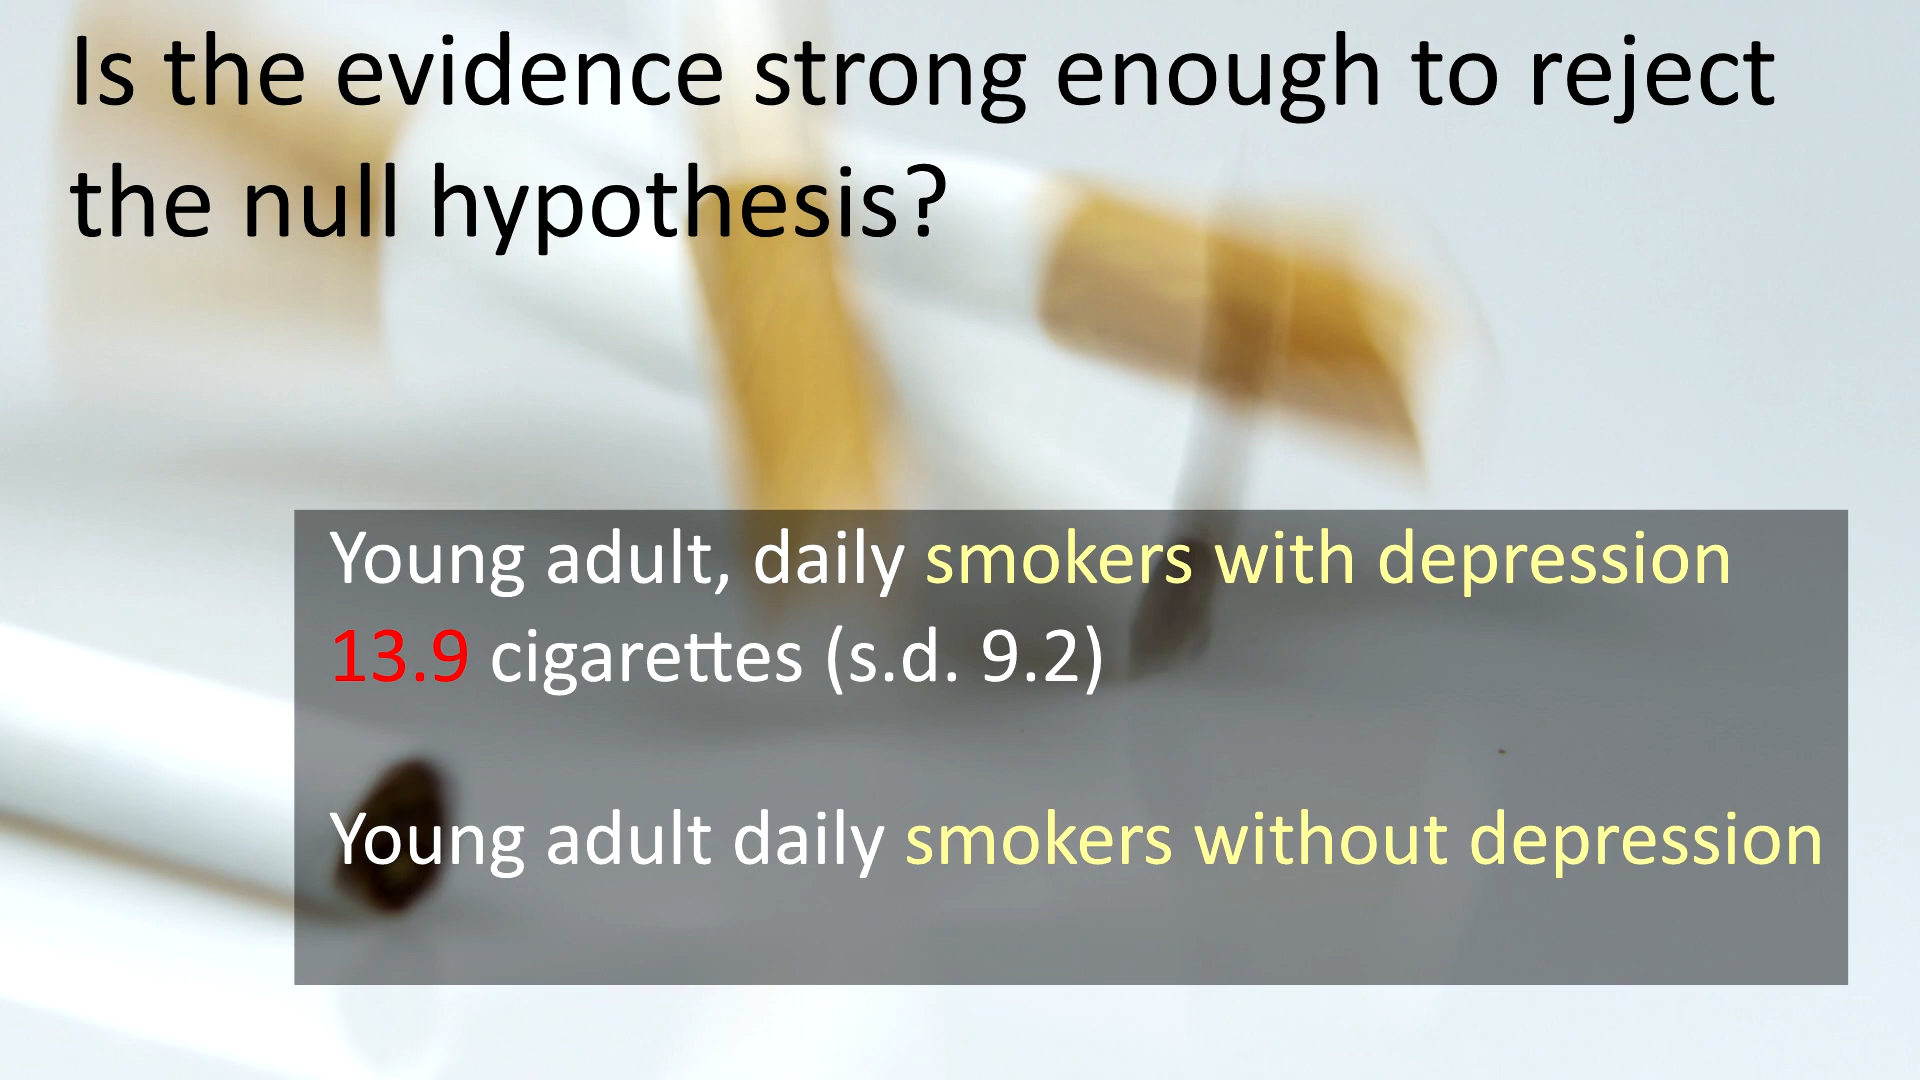 Is the evidence strong enough to reject
the null hypothesis?
Young adult, daily smokers with depression
13.9 cigarettes (s.d. 9.2)
Young adult daily smokers without depression